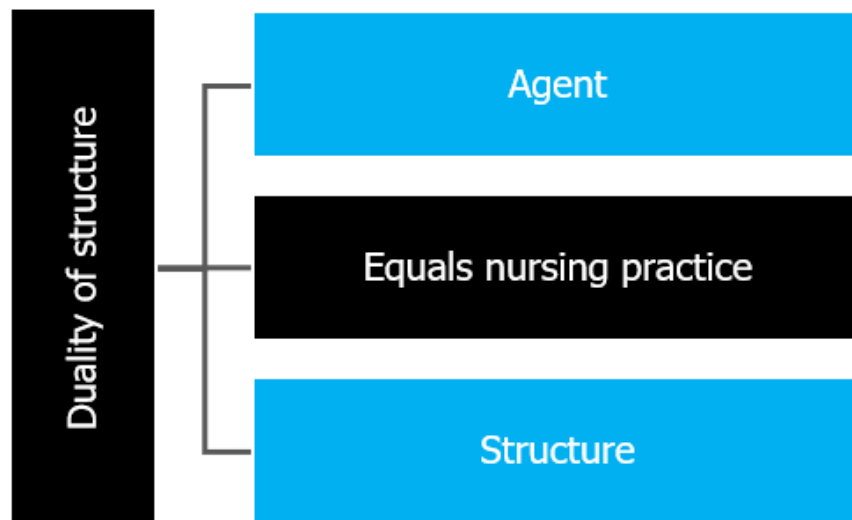 Duality of structure
Agent
Equals nursing practice
Structure